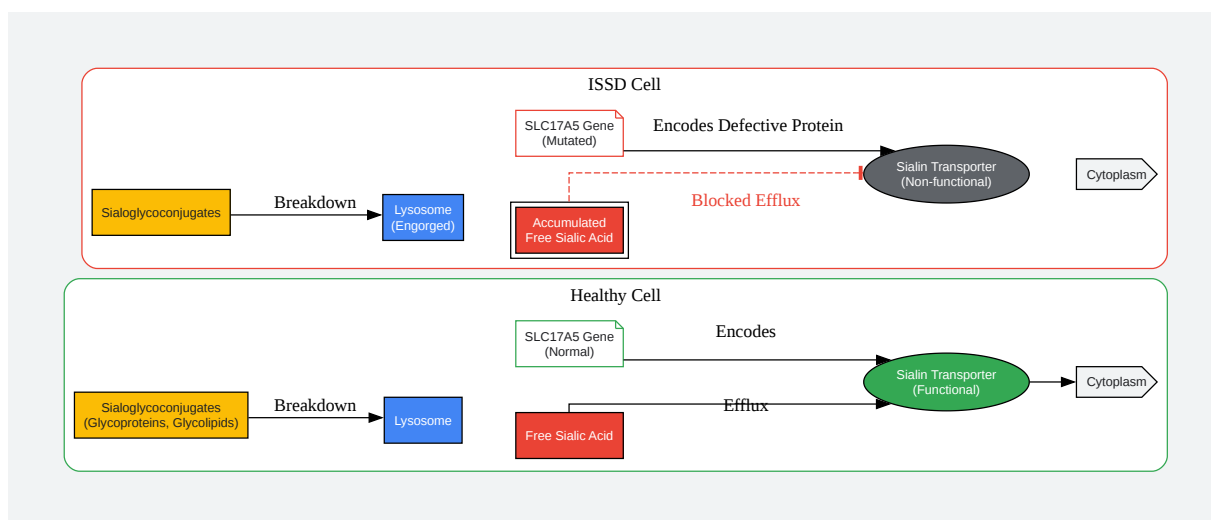 ISSD Cell
SLC17A5 Gene
(Mutated)
Encodes Defective Protein
Sialin Transporter
(Non-functional)
Cytoplasm
Sialoglycoconjugates
Breakdown
Lysosome
(Engorged)
Blocked Efflux
Accumulated
Free Sialic Acid
Healthy Cell
SLC17A5 Gene
(Normal)
Encodes
Sialin Transporter
(Functional)
Cytoplasm
Sialoglycoconjugates
(Glycoproteins, Glycolipids)
Breakdown
Lysosome
Efflux
Free Sialic Acid